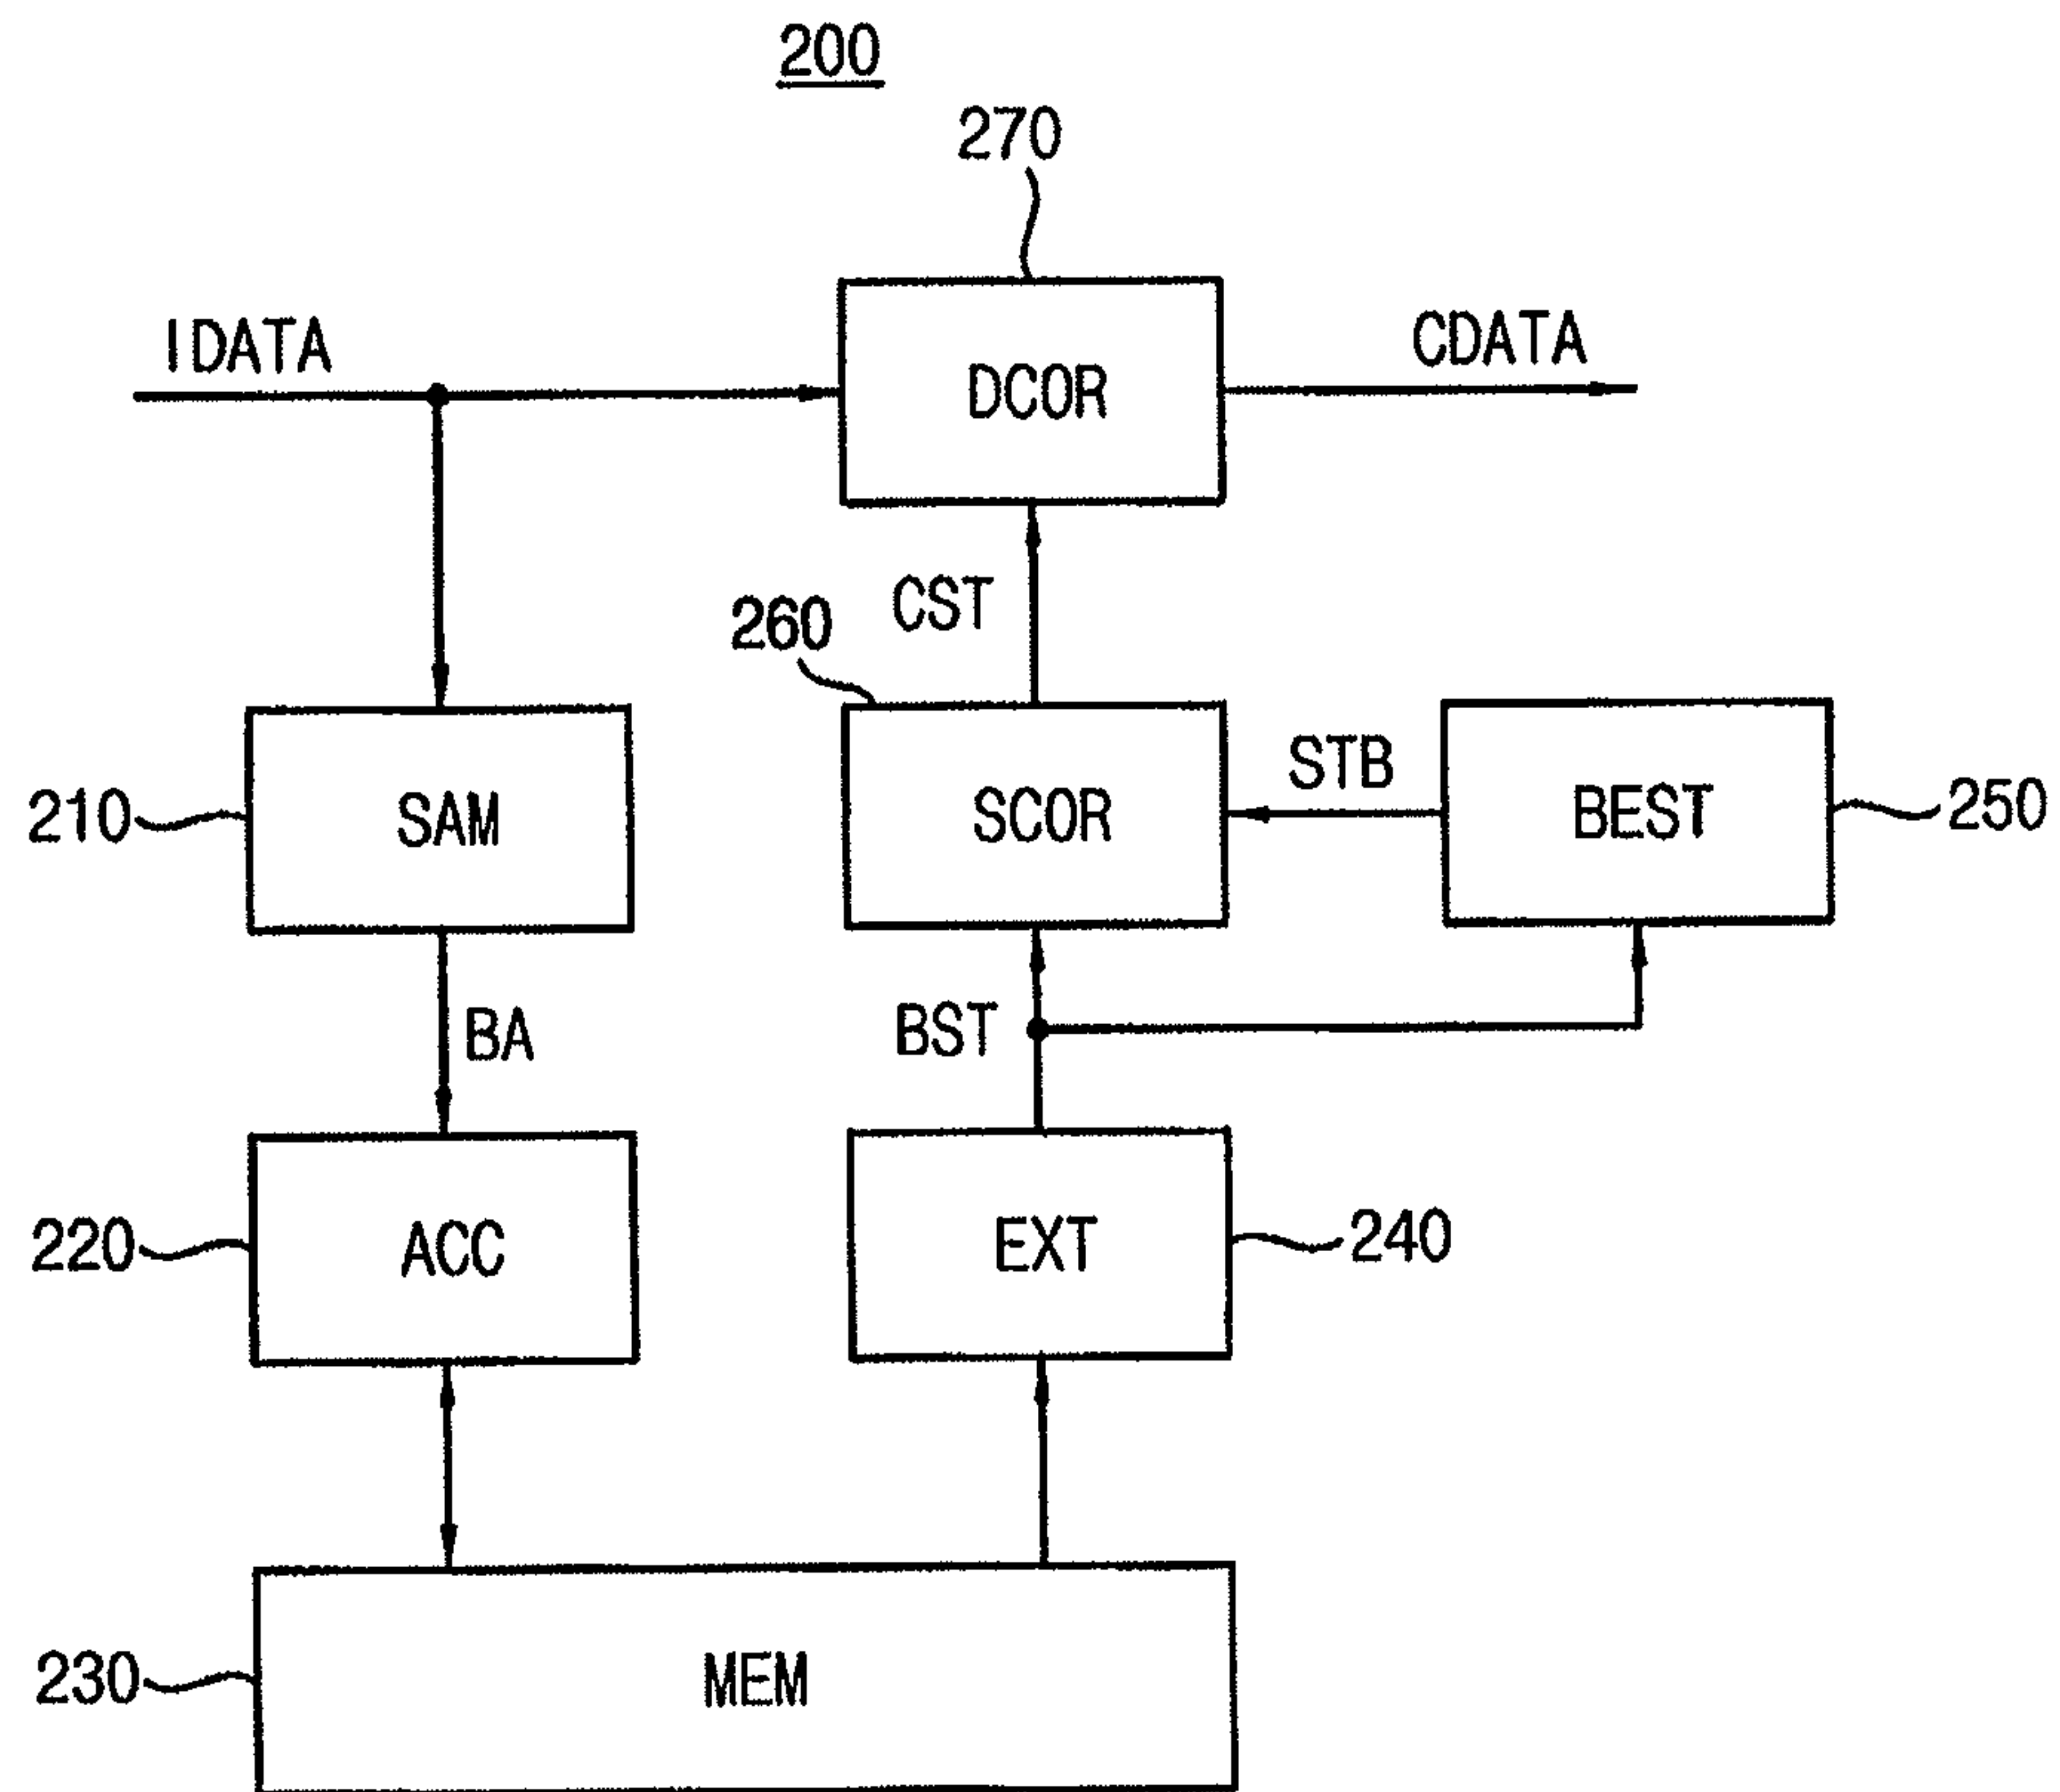 200
270
IDATA
DCOR
CDATA
CST
260
210
SAM
SCOR
STB
BEST
250
BA
BST
220
ACC
EXT
240
230
MEM